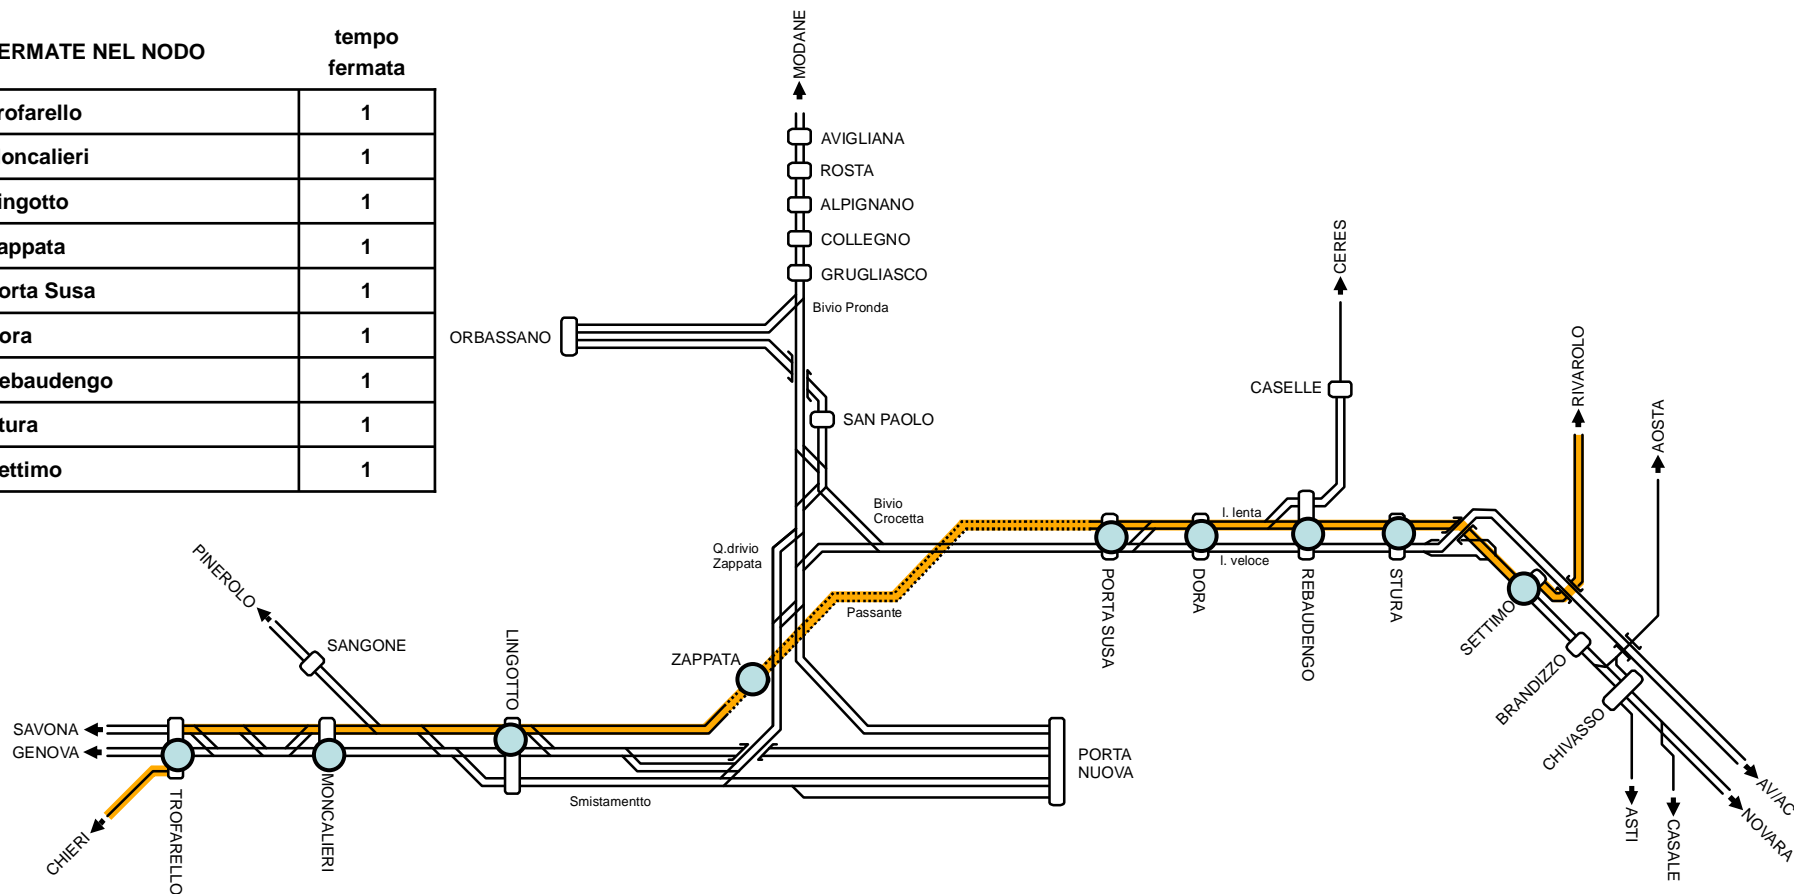 ERMATE NEL NODO
tempo
fermata
rofarello 1
oncalieri 1
ingotto 1
appata 1
orta Susa 1
ora 1
ebaudengo 1
tura 1
ettimo 1
MODANE
AVIGLIANA
ROSTA
ALPIGNANO
COLLEGNO
GRUGLIASCO
Bivio Pronda
ORBASSANO
SAN PAOLO
CERES
CASELLE
RIVAROLO
AOSTA
Bivio
Crocetta
Q.drivio
Zappata
l. lenta
l. veloce
Passante
PORTA SUSA
DORA
REBAUDENGO
STURA
SETTIMO
BRANDIZZO
CHIVASSO
PINEROLO
SANGONE
LINGOTTO
ZAPPATA
SAVONA
GENOVA
CHIERI
TROFARELLO
MONCALIERI
Smistamentto
PORTA
NUOVA
ASTI
CASALE
NOVARA
AV/AC